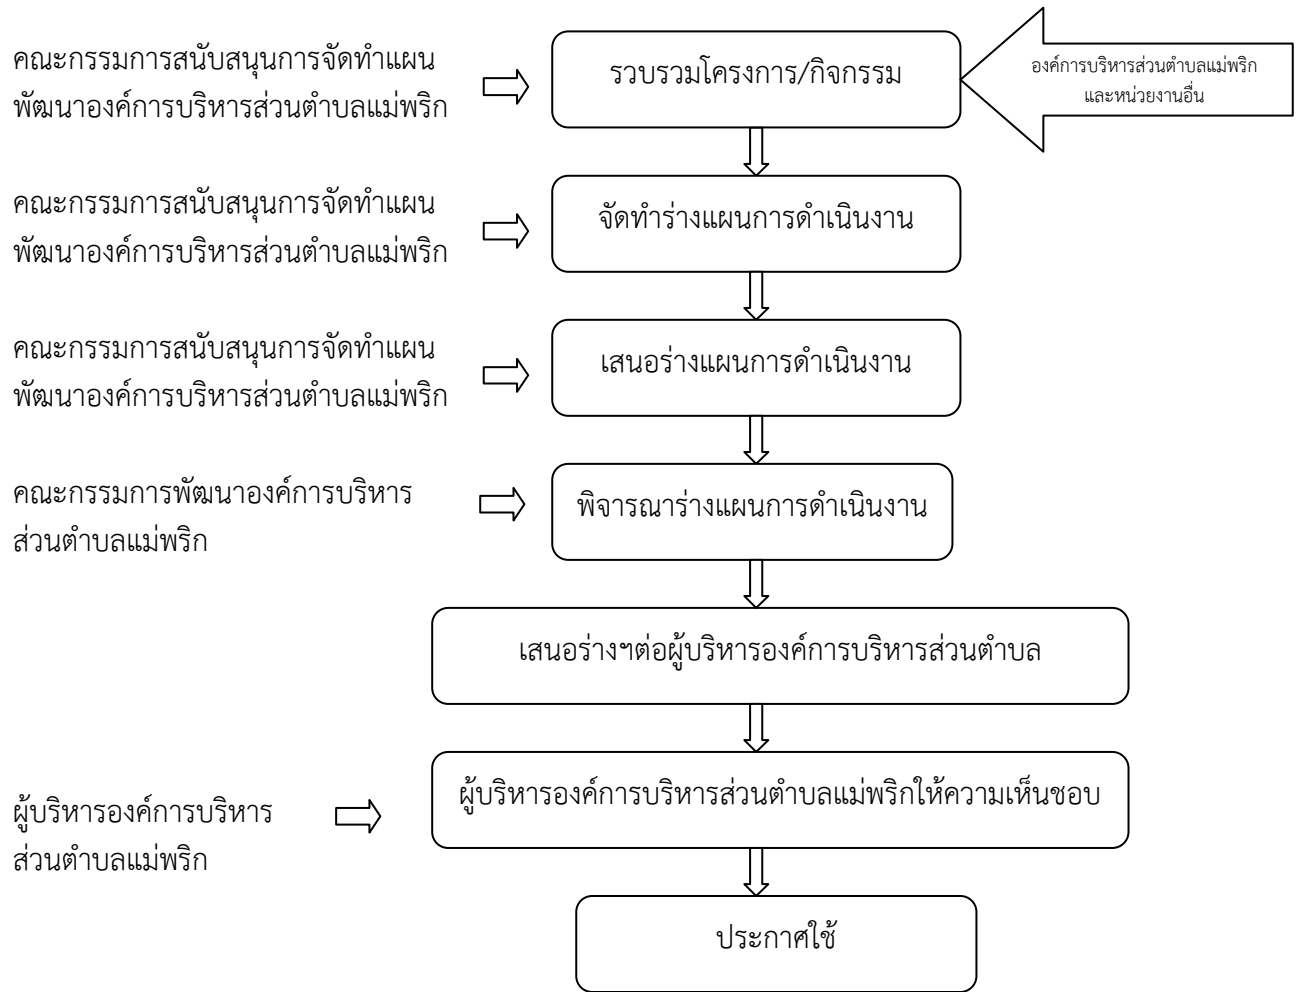 คณะกรรมการสนับสนุนการจัดทำแผน
พัฒนาองค์การบริหารส่วนตำบลแม่พริก
รวบรวมโครงการ/กิจกรรม
องค์การบริหารส่วนตำบลแม่พริก
และหน่วยงานอื่น
คณะกรรมการสนับสนุนการจัดทำแผน
พัฒนาองค์การบริหารส่วนตำบลแม่พริก
จัดทำร่างแผนการดำเนินงาน
คณะกรรมการสนับสนุนการจัดทำแผน
พัฒนาองค์การบริหารส่วนตำบลแม่พริก
เสนอร่างแผนการดำเนินงาน
คณะกรรมการพัฒนาองค์การบริหาร
ส่วนตำบลแม่พริก
พิจารณาร่างแผนการดำเนินงาน
เสนอร่างฯต่อผู้บริหารองค์การบริหารส่วนตำบล
ผู้บริหารองค์การบริหาร
ส่วนตำบลแม่พริก
ผู้บริหารองค์การบริหารส่วนตำบลแม่พริกให้ความเห็นชอบ
ประกาศใช้